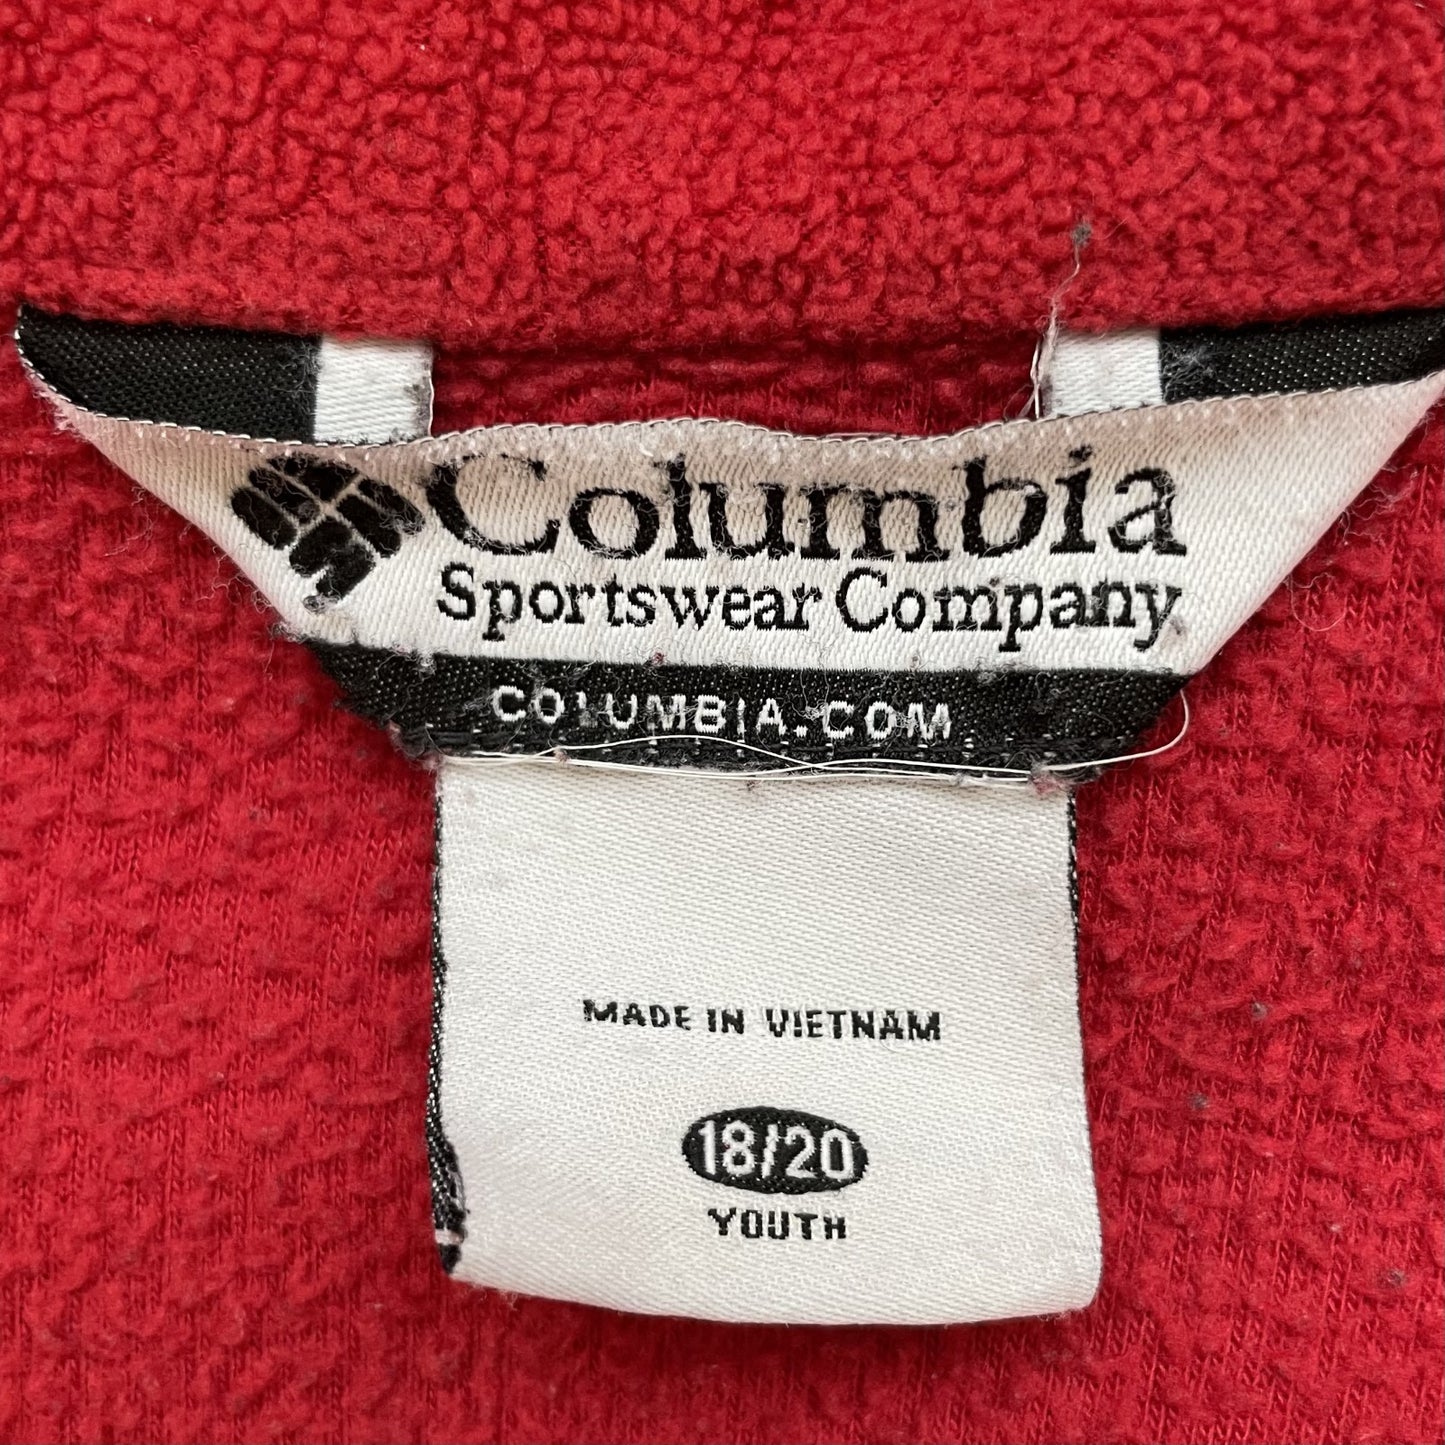 Columbia
Sportswear Company
COLUMBIA.COM
MADE IN VIETNAM
18/20
YOUTH